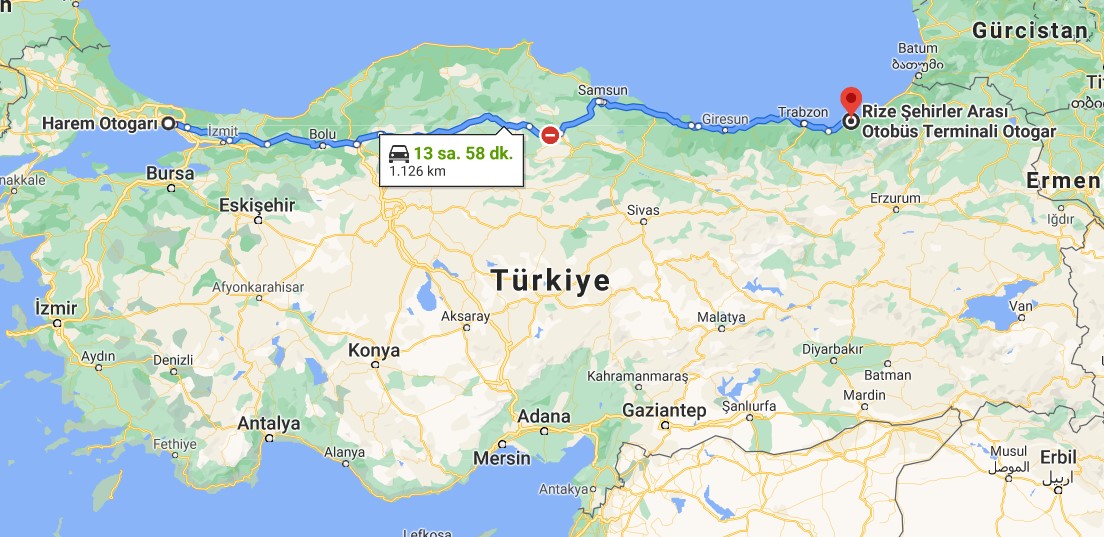 n
Gürcistan
Batum
ბათუმი
Samsun
Trabzon
Giresun
Rize Şehirler Arası
Otobüs Terminali Otogar
Harem Otogarı
İzmit
Bolu
13 sa. 58 dk.
1.126 km
Bursa
nakkale
Eskişehir
Sivas
Erzurum
Ermen
Iğdır
Türkiye
Afyonkarahisar
İzmir
Aksaray
Malatya
Van
Konya
Aydın
Denizli
Diyarbakır
Batman
Kahramanmaraş
Mardin
Adana
Gaziantep
Şanlıurfa
Antalya
Fethiye
Alanya
Mersin
Musul
الموصل
Erbil
اربيل
Antakya
Lefkoşa